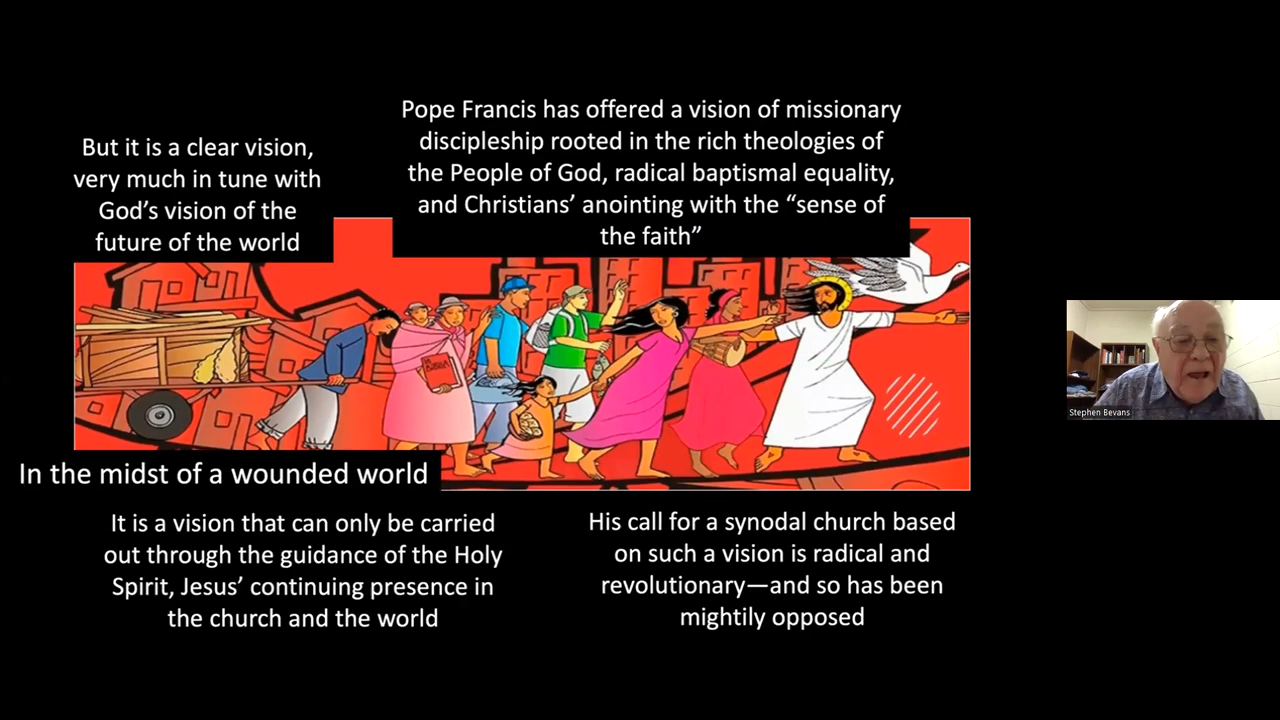 Pope Francis has offered a vision of missionary
discipleship rooted in the rich theologies of
the People of God, radical baptismal equality,
and Christians’ anointing with the “sense of
the faith”
But it is a clear vision,
very much in tune with
God’s vision of the
future of the world
In the midst of a wounded world
It is a vision that can only be carried
out through the guidance of the Holy
Spirit, Jesus’ continuing presence in
the church and the world
His call for a synodal church based
on such a vision is radical and
revolutionary—and so has been
mightily opposed
Stephen Bevans